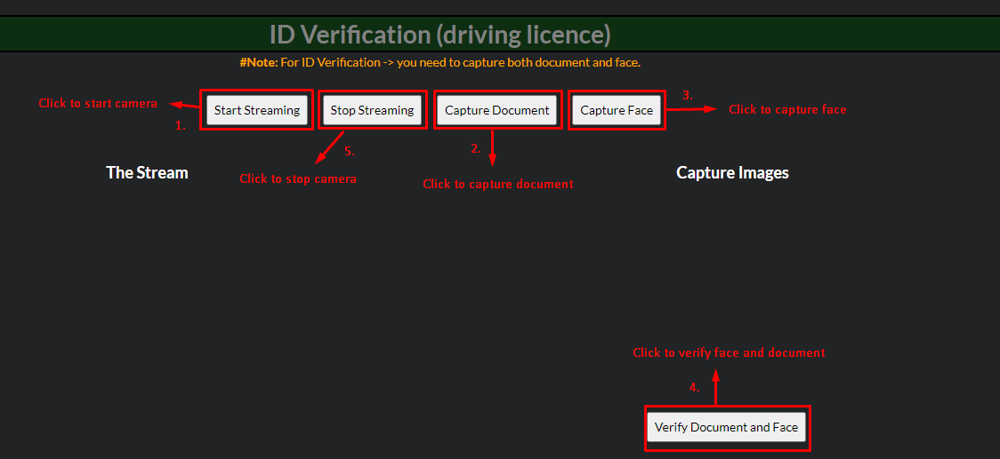 ID Verification (driving licence)
#Note: For ID Verification -> you need to capture both document and face.
Click to start camera
1.
Start Streaming
Stop Streaming
Capture Document
Capture Face
3.
Click to capture face
5.
Click to stop camera
2.
Click to capture document
The Stream
Capture Images
Click to verify face and document
4.
Verify Document and Face